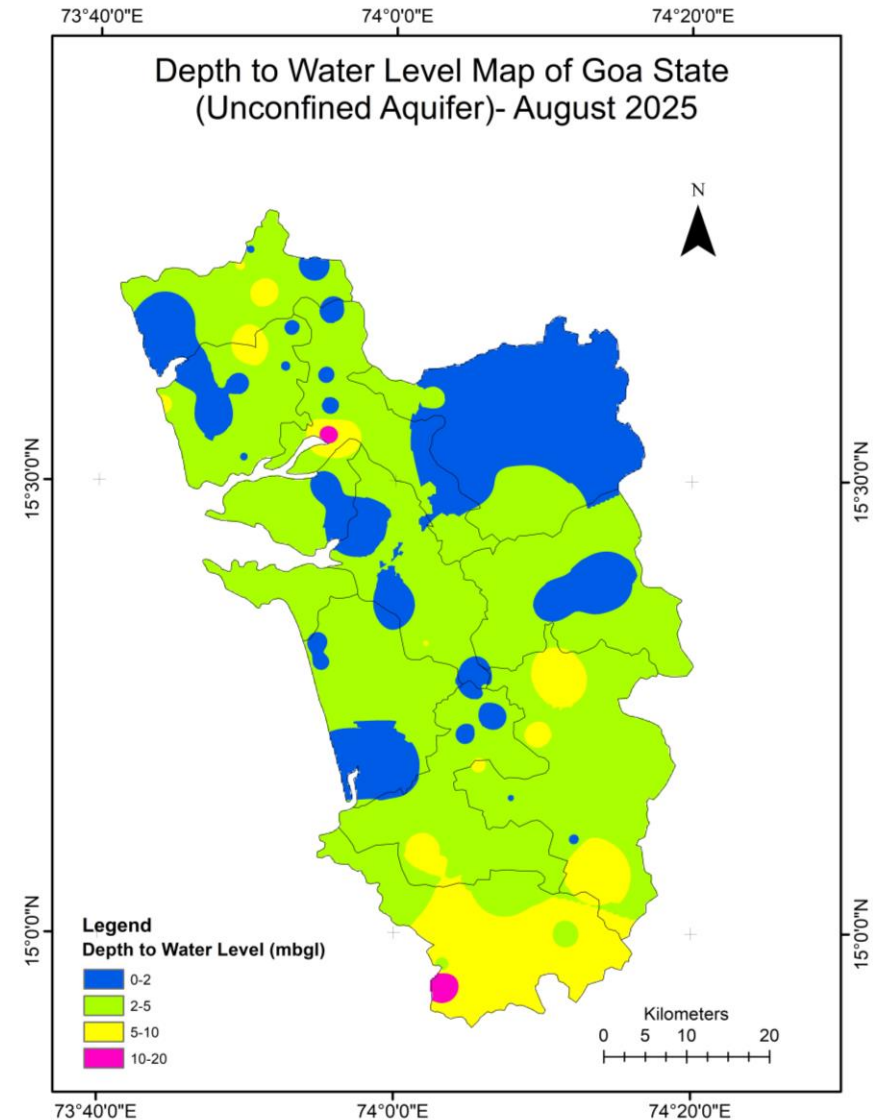 73°40'0"E 74°0'0"E 74°20'0"E
Depth to Water Level Map of Goa State
(Unconfined Aquifer)- August 2025
N
15°30'0"N 15°30'0"N
15°0'0"N 15°0'0"N
Legend
Depth to Water Level (mbgl)
0-2
2-5
5-10
10-20
Kilometers
0 5 10 20
73°40'0"E 74°0'0"E 74°20'0"E